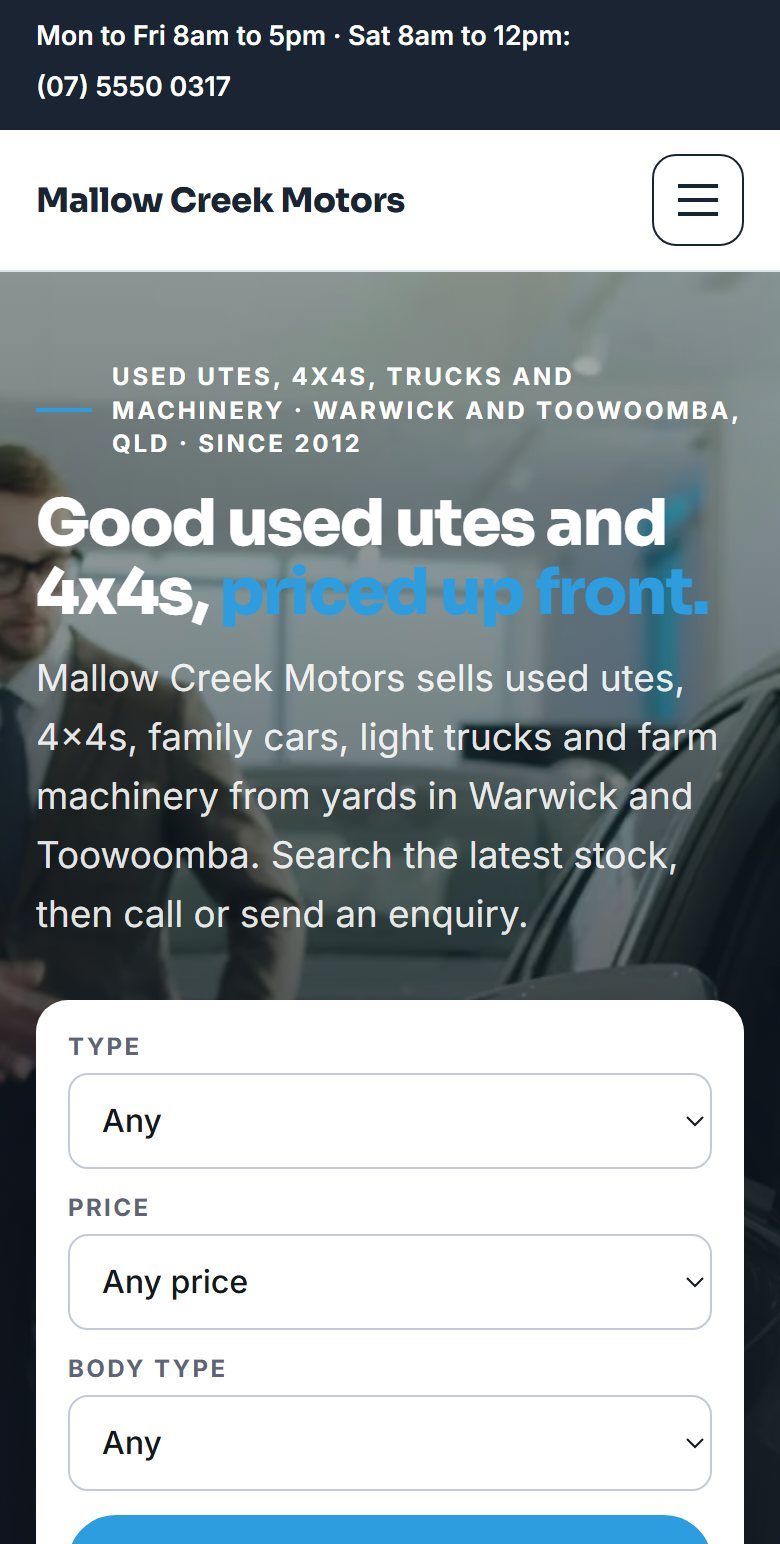 Mon to Fri 8am to 5pm · Sat 8am to 12pm:
(07) 5550 0317
Mallow Creek Motors
USED UTES, 4X4S, TRUCKS AND
MACHINERY · WARWICK AND TOOWOOMBA,
QLD · SINCE 2012
Good used utes and
4x4s, priced up front.
Mallow Creek Motors sells used utes,
4×4s, family cars, light trucks and farm
machinery from yards in Warwick and
Toowoomba. Search the latest stock,
then call or send an enquiry.
TYPE
Any
PRICE
Any price
BODY TYPE
Any